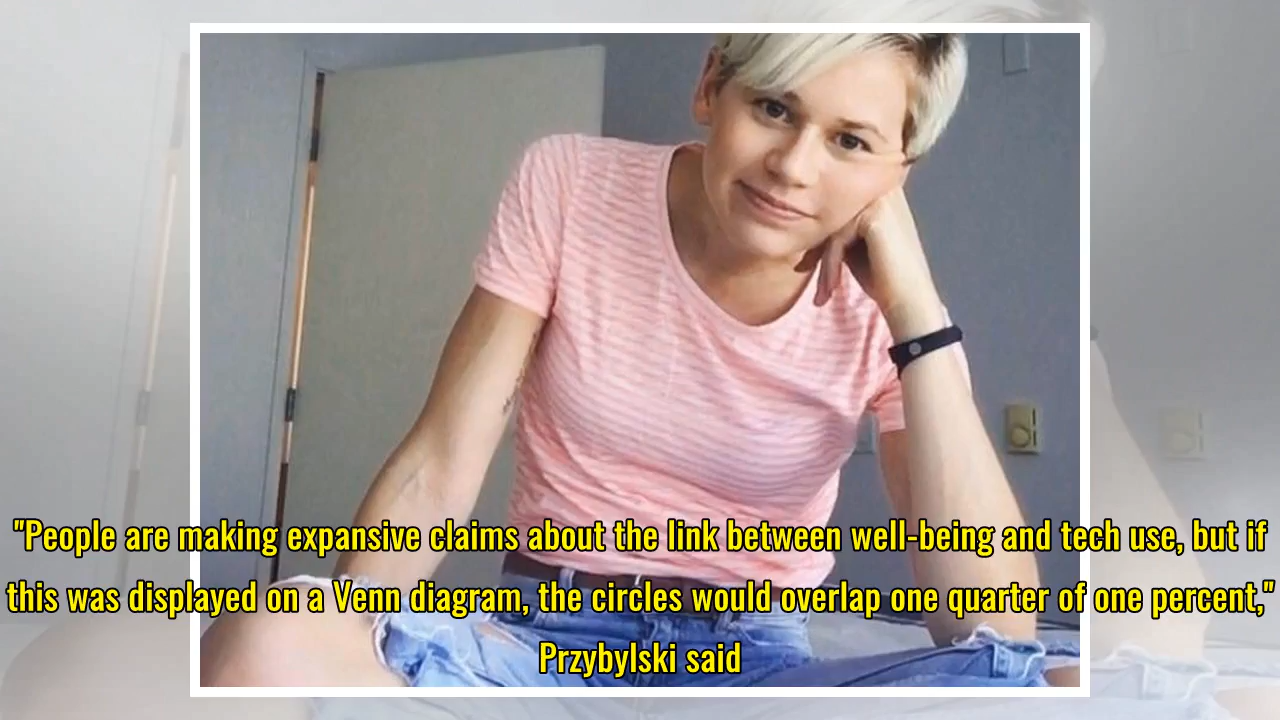 "People are making expansive claims about the link between well-being and tech use, but if
this was displayed on a Venn diagram, the circles would overlap one quarter of one percent,"
Przybylski said